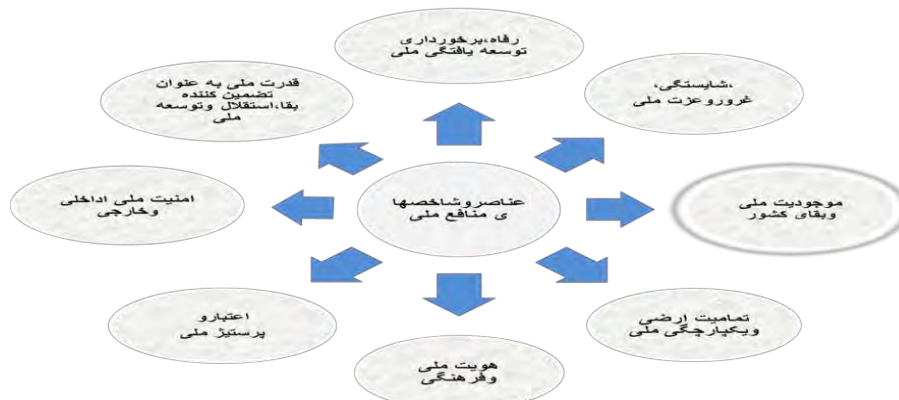 رفاه،برخورداری
توسعه یافتگی ملی
،شایستگی،
غروروعزت ملی
قدرت ملی به عنوان
تضمین کننده
بقا،استقلال وتوسعه
ملی
موجودیت ملی
وبقای کشور
عناصروشاخصها
ی منافع ملی
امنیت ملی اداخلی
وخارجی
تمامیت ارضی
ویکپارچگی ملی
اعتبارو
پرستیژ ملی
هویت ملی
وفرهنگی